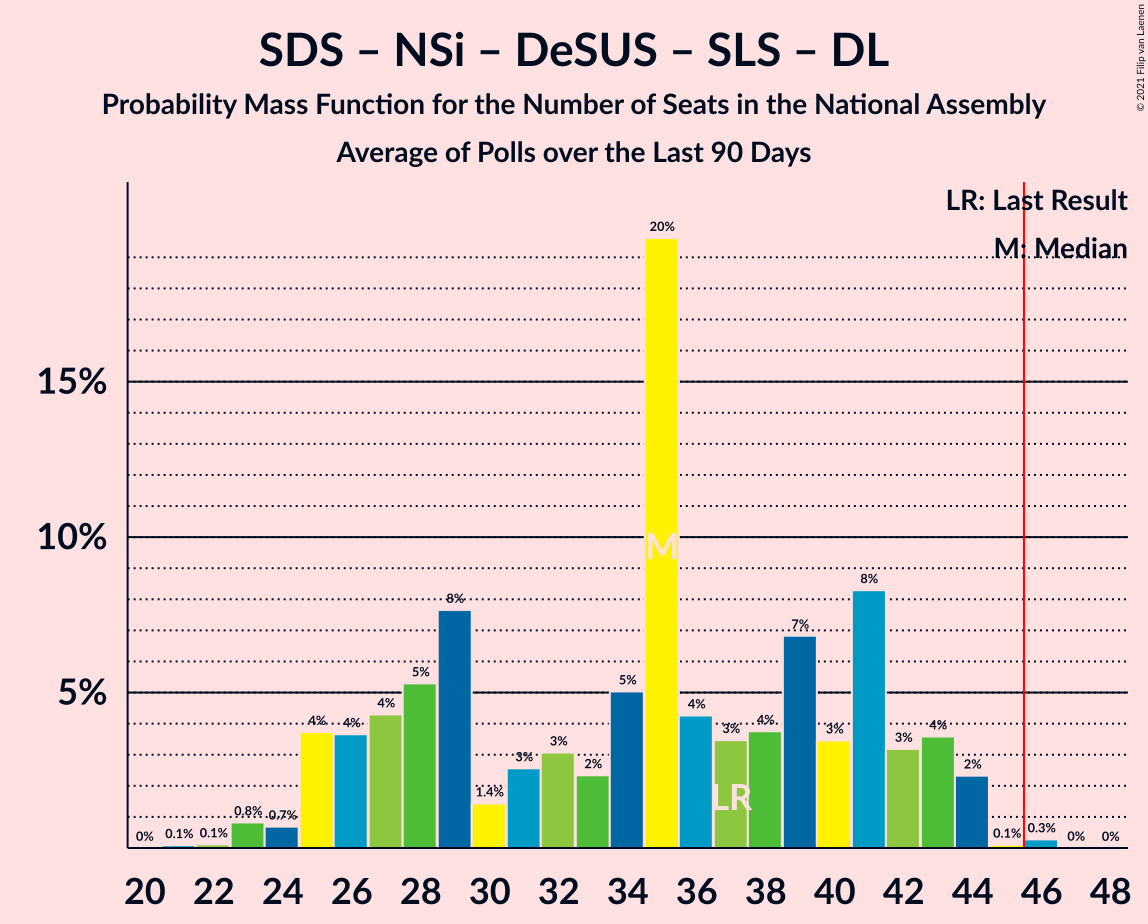 SDS – NSi – DeSUS – SLS – DL
Probability Mass Function for the Number of Seats in the National Assembly
Average of Polls over the Last 90 Days
© 2021 Filip van Laenen
LR: Last Result
M: Median
15%
10%
5%
0% 0.1% 0.1% 0.8% 0.7% 4% 4% 4% 5% 8% 1.4% 3% 3% 2% 5% 20% 4% 3% 4% 7% 3% 8% 3% 4% 2% 0.1% 0.3% 0% 0%
M
LR
20 22 24 26 28 30 32 34 36 38 40 42 44 46 48